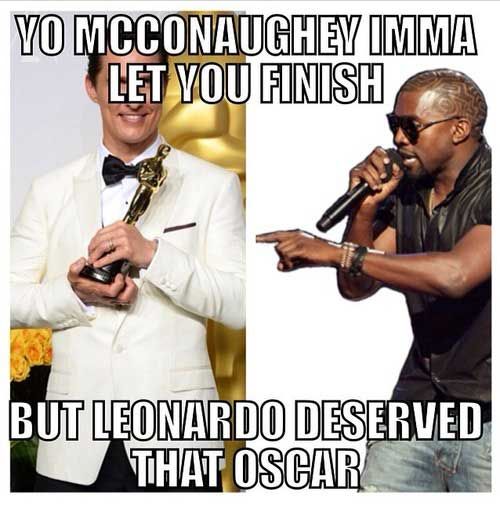 YO MCCONAUGHEY IMMA
LET YOU FINISH
BUT LEONARDO DESERVED
THAT OSCAR